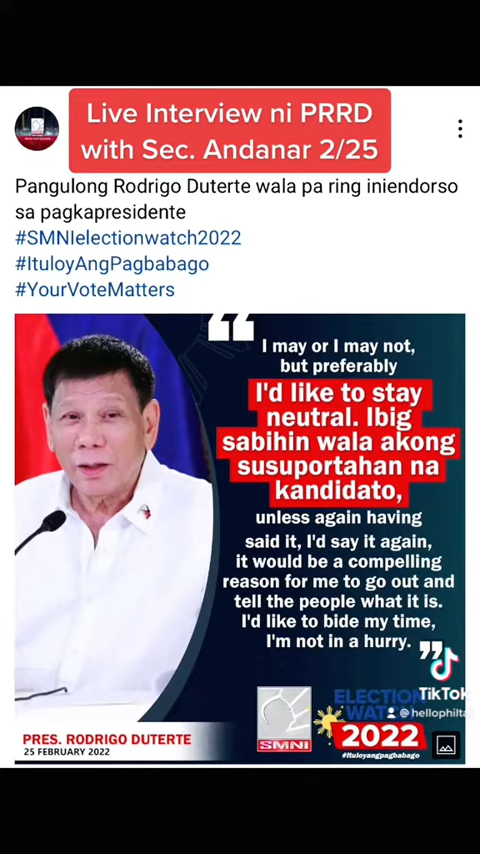 Live Interview ni PRRD
with Sec. Andanar 2/25
Pangulong Rodrigo Duterte wala pa ring iniendorso
sa pagkapresidente
#SMNIelectionwatch2022
#ItuloyAngPagbabago
#YourVoteMatters
"I may or I may not,
but preferably
I'd like to stay
neutral. Ibig
sabihin wala akong
susuportahan na
kandidato,
unless again having
said it, I'd say it again,
it would be a compelling
reason for me to go out and
tell the people what it is.
I'd like to bide my time,
I'm not in a hurry."
TikTok
@hellophilta
ELECTION
WATCH
2022
#ituloyangpagbabago
SMNI
PRES. RODRIGO DUTERTE
25 FEBRUARY 2022